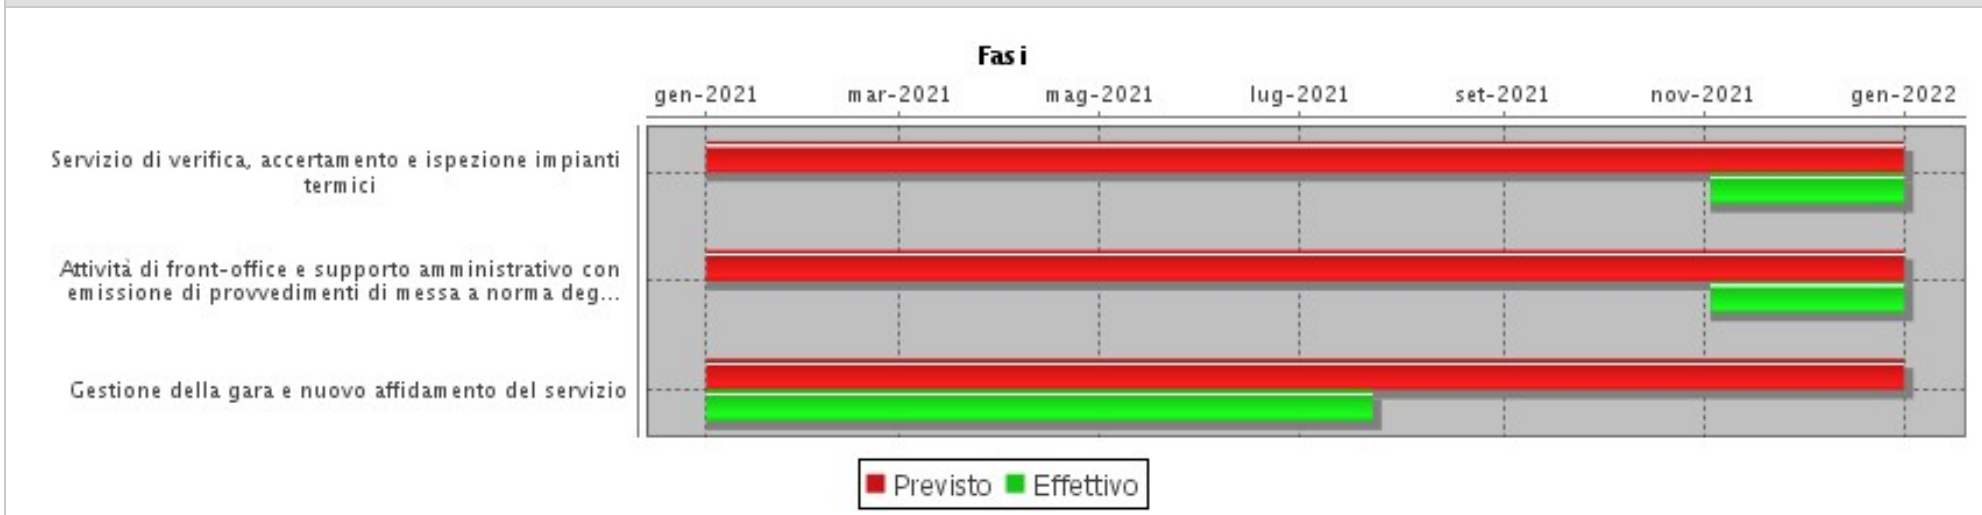 Fasi
gen-2021 mar-2021 mag-2021 lug-2021 set-2021 nov-2021 gen-2022
Servizio di verifica, accertamento e ispezione impianti
termici
Attività di front-office e supporto amministrativo con
emissione di provvedimenti di messa a norma deg...
Gestione della gara e nuovo affidamento del servizio
Previsto Effettivo